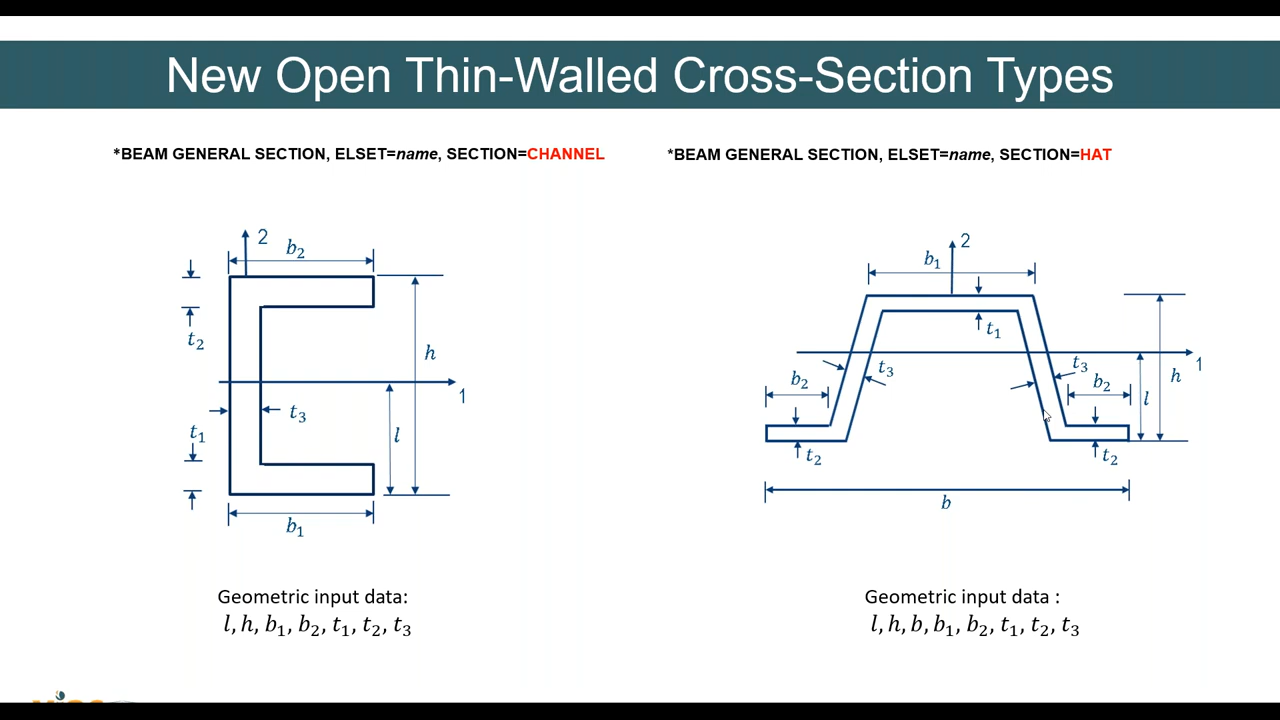 New Open Thin-Walled Cross-Section Types
*BEAM GENERAL SECTION, ELSET=name, SECTION=CHANNEL
2
b₂
t₂
h
1
t₃
t₁
l
b₁
Geometric input data:
l, h, b₁, b₂, t₁, t₂, t₃
*BEAM GENERAL SECTION, ELSET=name, SECTION=HAT
2
b₁
t₁
1
t₃
t₃
h
b₂
b₂
l
t₂
t₂
b
Geometric input data :
l, h, b, b₁, b₂, t₁, t₂, t₃